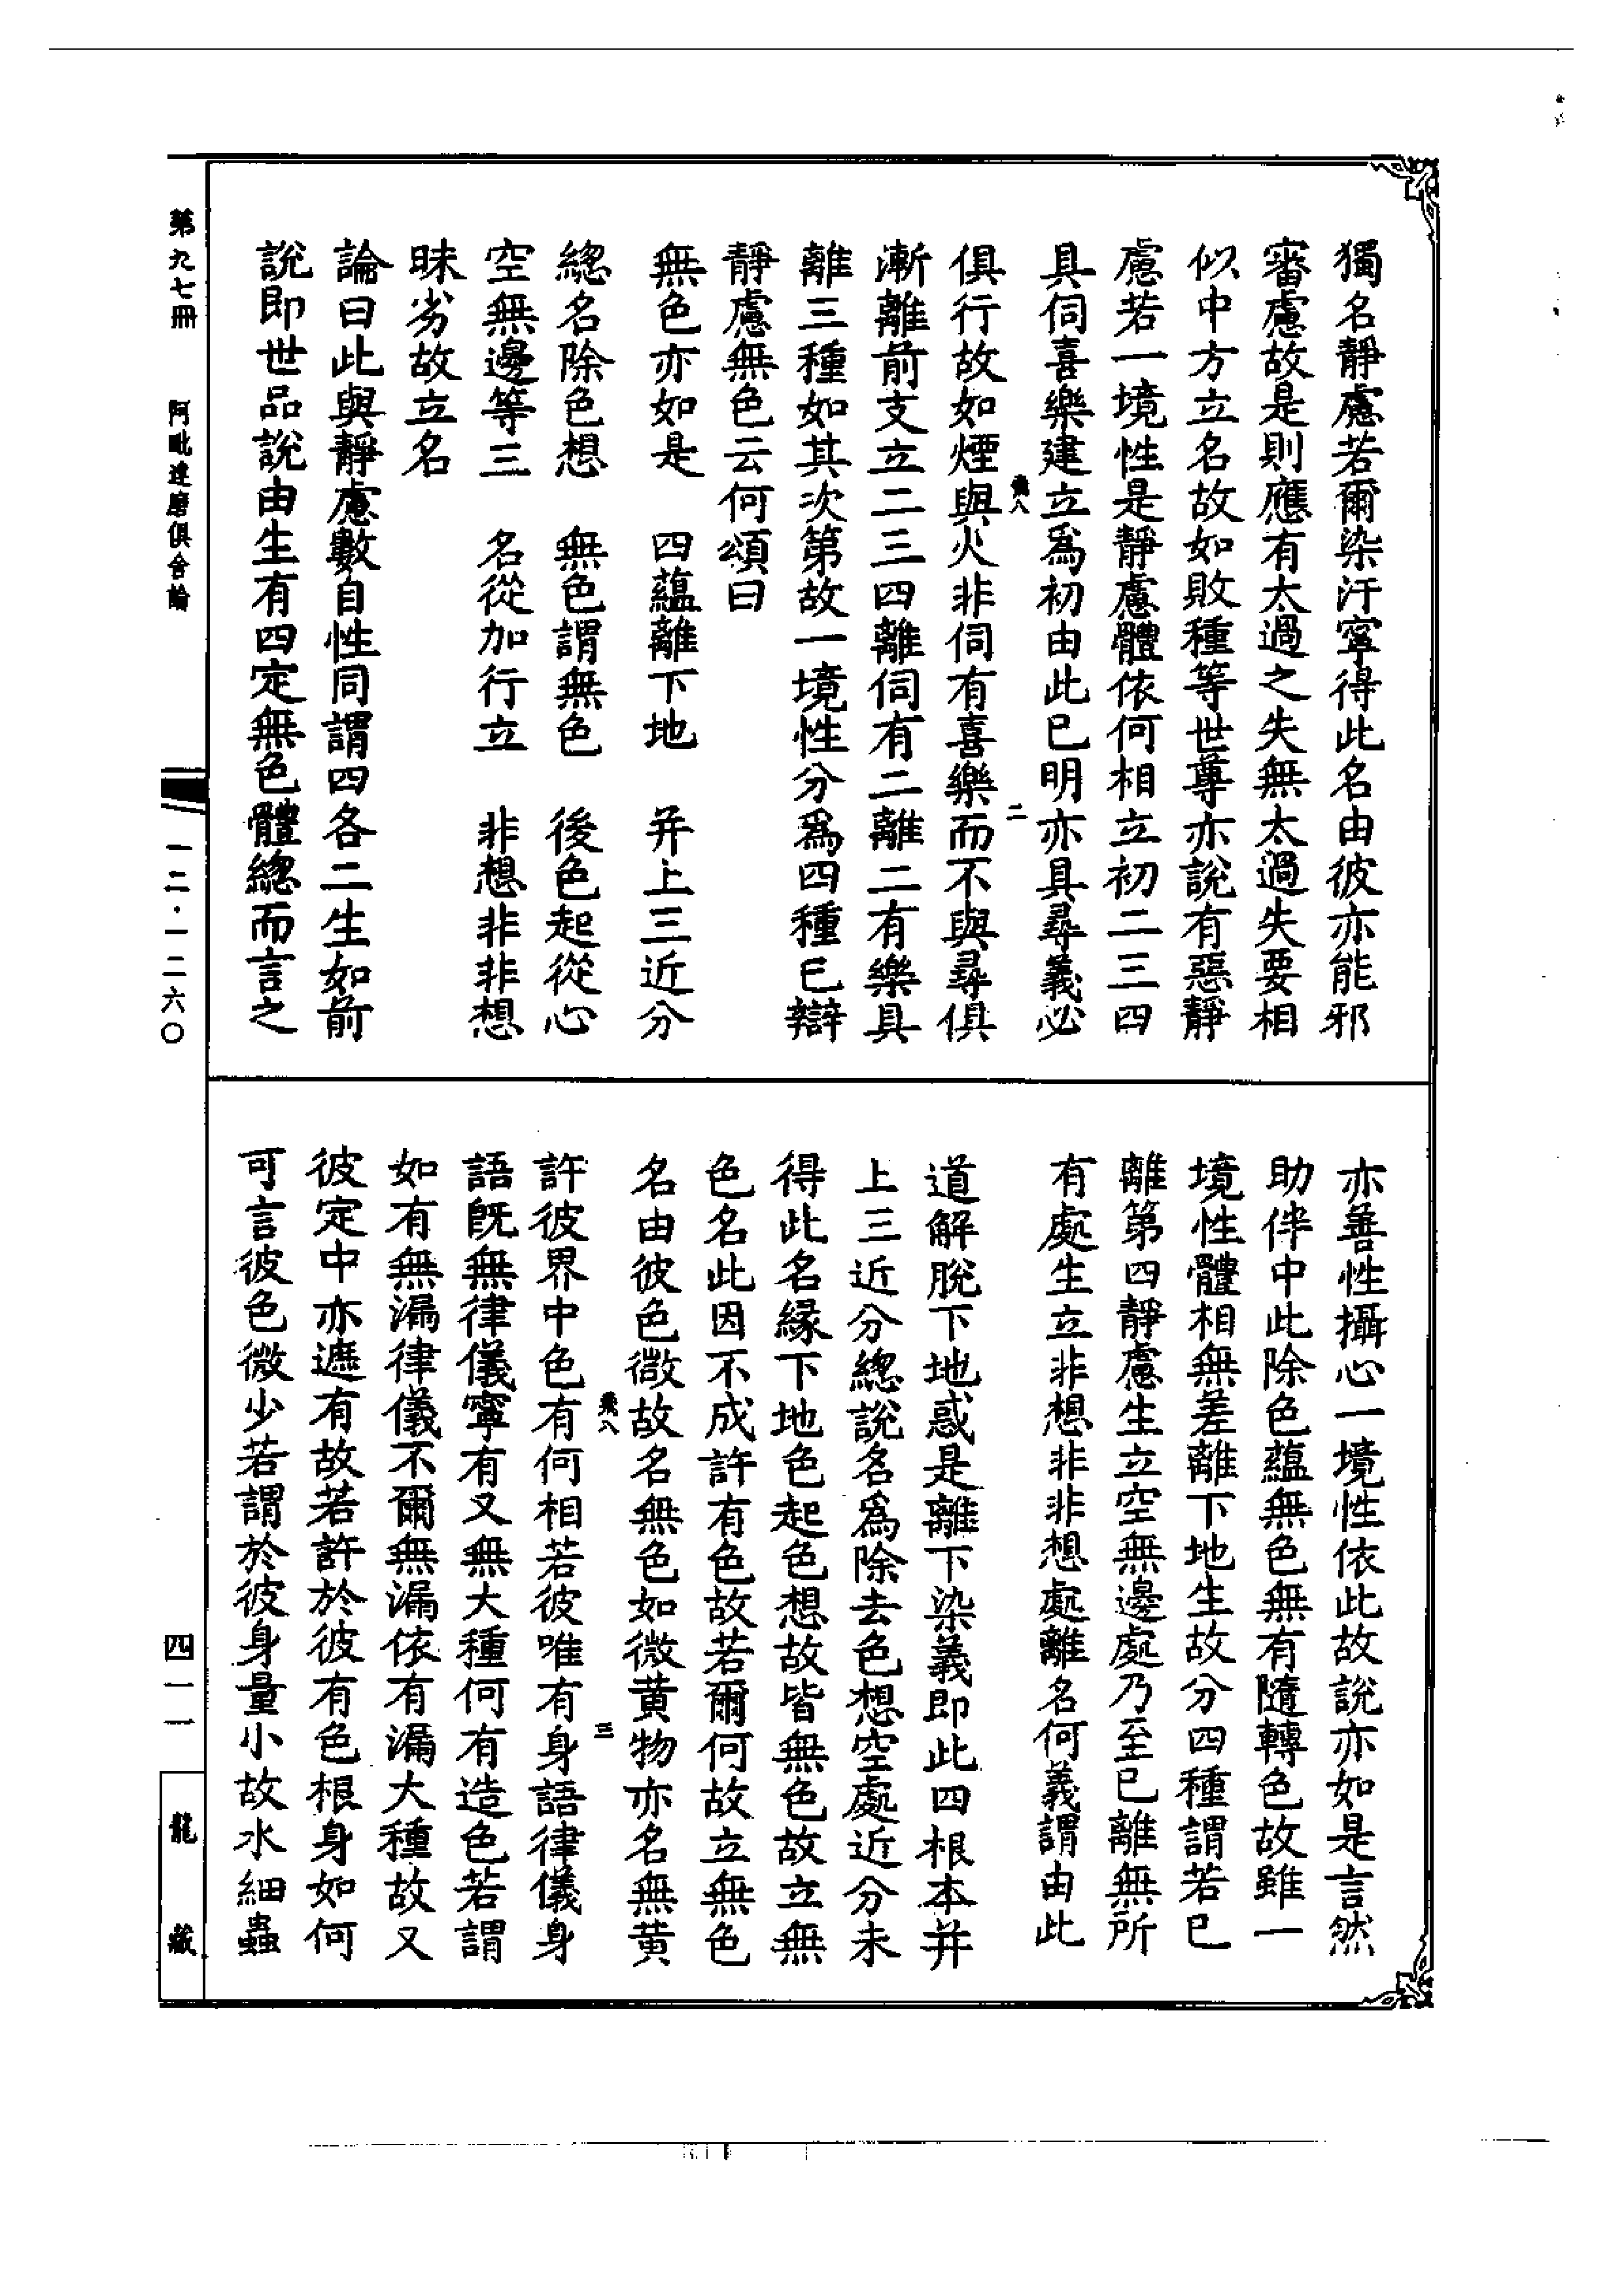 獨名靜慮若爾染汙寧得此名由彼亦能邪
審慮故是則應有太過之失無太過失要相
似中方立名故如敗種等世尊亦說有惡靜
慮若一境性是靜慮體依何相立初二三四
具伺喜樂建立爲初由此已明亦具尋義必
俱行故如煙與火非伺有喜樂而不與尋俱
漸離前支立二三四離伺有二離二有樂具
離三種如其次第故一境性分爲四種已辯
靜慮無色云何頌曰
無色亦如是　四蘊離下地　并上三近分
總名除色想　無色謂無色　後色起從心
空無邊等三　名從加行立　非想非非想
昧劣故立名
論曰此與靜慮數自性同謂四各二生如前
說即世品說由生有四定無色體總而言之
亦善性攝心一境性依此故說亦如是言然
助伴中此除色蘊無色無有隨轉色故雖一
境性體相無差離下地生故分四種謂若已
離第四靜慮生立空無邊處乃至已離無所
有處生立非想非非想處離名何義謂由此
道解脫下地惑是離下染義即此四根本并
上三近分總說名爲除去色想空處近分未
得此名緣下地色起色想故皆無色故立無
色名此因不成許有色故若爾何故立無色
名由彼色微故名無色如微黃物亦名無黃
許彼界中色有何相若彼唯有身語律儀身
語旣無律儀寧有又無大種何有造色若謂
如有無漏律儀不爾無漏依有漏大種故又
彼定中亦遮有故若許於彼有色根身如何
可言彼色微少若謂於彼身量小故水細蟲
第九七冊　阿毗達磨俱舍論
一二·一二六〇
四一一
龍藏
二
飛八
三